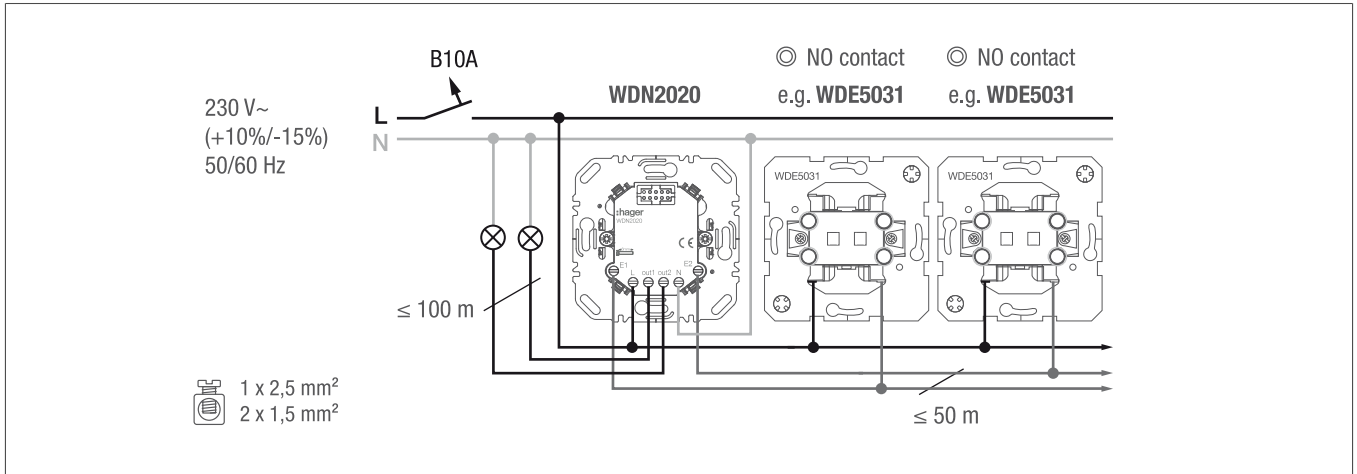 B10A
NO contact
NO contact
WDN2020
e.g. WDE5031
e.g. WDE5031
230 V~
(+10%/-15%)
50/60 Hz
L
N
WDE5031
WDE5031
:hager
WDN2020
CE
E1
L
out1
out2
N
E2
≤ 100 m
≤ 50 m
1 x 2,5 mm²
2 x 1,5 mm²